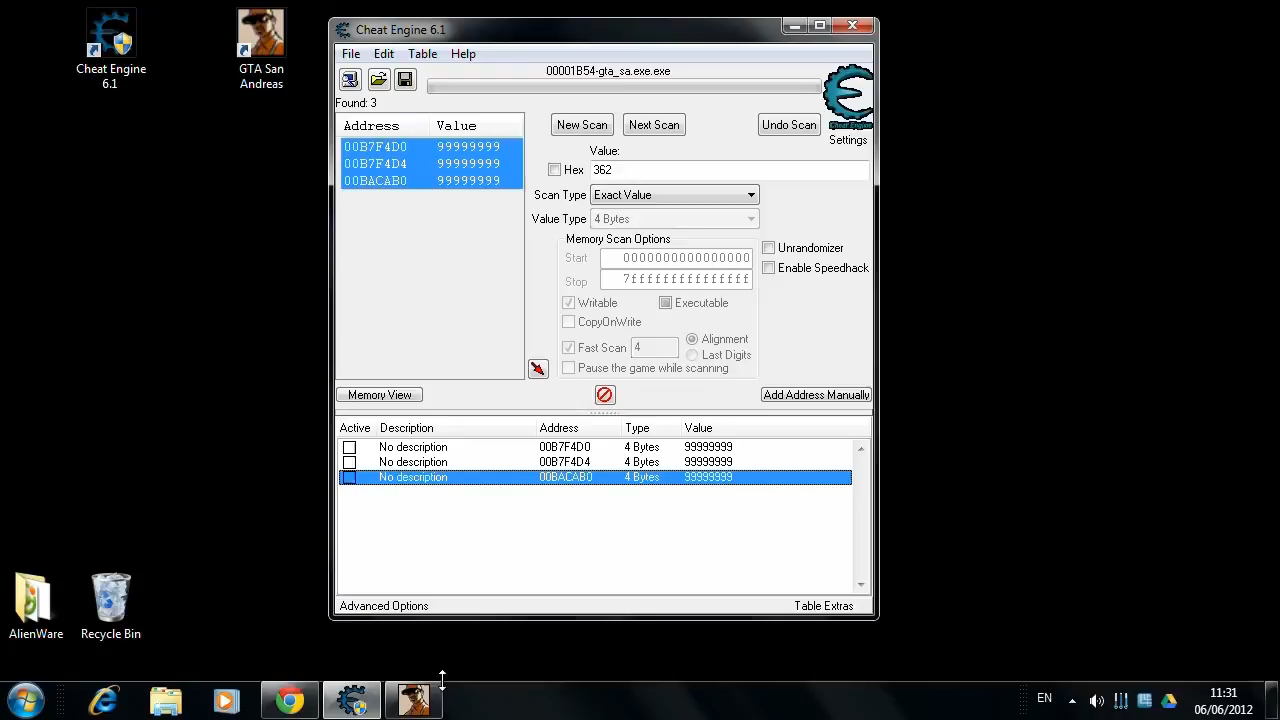 Cheat Engine
6.1
GTA San
Andreas
Cheat Engine 6.1
File Edit Table Help
00001B54-gta_sa.exe.exe
Cheat Engine
Settings
Found: 3
Address Value
00B7F4D0 99999999
00B7F4D4 99999999
00BACAB0 99999999
New Scan Next Scan Undo Scan
Value:
Hex 362
Scan Type Exact Value
Value Type 4 Bytes
Memory Scan Options
Start 0000000000000000
Stop 7fffffffffffffff
Writable Executable
CopyOnWrite
Fast Scan 4 Alignment
Last Digits
Pause the game while scanning
Unrandomizer
Enable Speedhack
Memory View Add Address Manually
Active Description Address Type Value
No description 00B7F4D0 4 Bytes 99999999
No description 00B7F4D4 4 Bytes 99999999
No description 00BACAB0 4 Bytes 99999999
Advanced Options Table Extras
AlienWare Recycle Bin
EN 11:31
06/06/2012